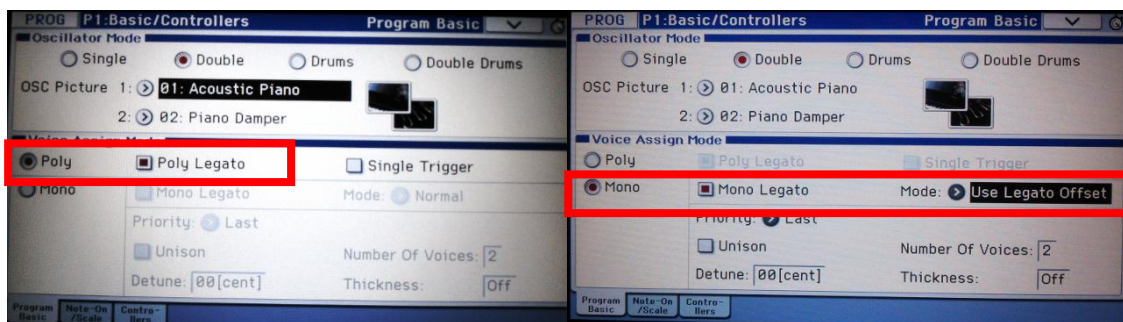 PROG P1:Basic/Controllers Program Basic
Oscillator Mode
Single Double Drums Double Drums
OSC Picture 1: 01: Acoustic Piano
2: 02: Piano Damper
Voice Assign Mode
Poly Poly Legato Single Trigger
Mono Mono Legato Mode: Normal
Priority: Last
Unison Number Of Voices: 2
Detune: 00[cent] Thickness: Off
Program Basic Note-On /Scale Contro- llers
PROG P1:Basic/Controllers Program Basic
Oscillator Mode
Single Double Drums Double Drums
OSC Picture 1: 01: Acoustic Piano
2: 02: Piano Damper
Voice Assign Mode
Poly Poly Legato Single Trigger
Mono Mono Legato Mode: Use Legato Offset
Priority: Last
Unison Number Of Voices: 2
Detune: 00[cent] Thickness: Off
Program Basic Note-On /Scale Contro- llers